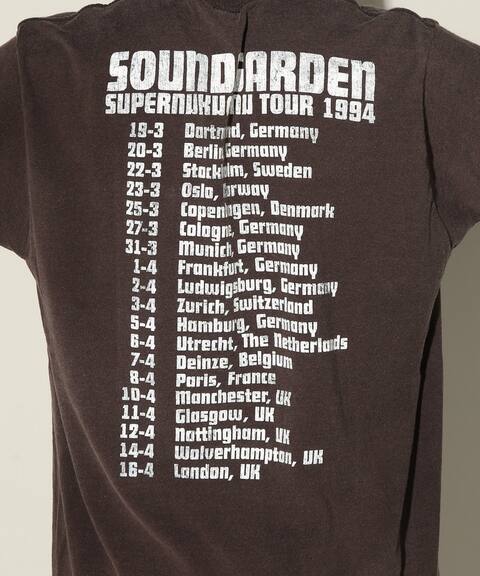 SOUNDGARDEN
SUPERNUKUMU TOUR 1994
19-3 Dortmund, Germany
20-3 Berlin, Germany
22-3 Stockholm, Sweden
23-3 Oslo, Norway
25-3 Copenhagen, Denmark
27-3 Cologne, Germany
31-3 Munich, Germany
1-4 Frankfurt, Germany
2-4 Ludwigsburg, Germany
3-4 Zurich, Switzerland
5-4 Hamburg, Germany
6-4 Utrecht, The Netherlands
7-4 Deinze, Belgium
8-4 Paris, France
10-4 Manchester, UK
11-4 Glasgow, UK
12-4 Nottingham, UK
14-4 Wolverhampton, UK
16-4 London, UK